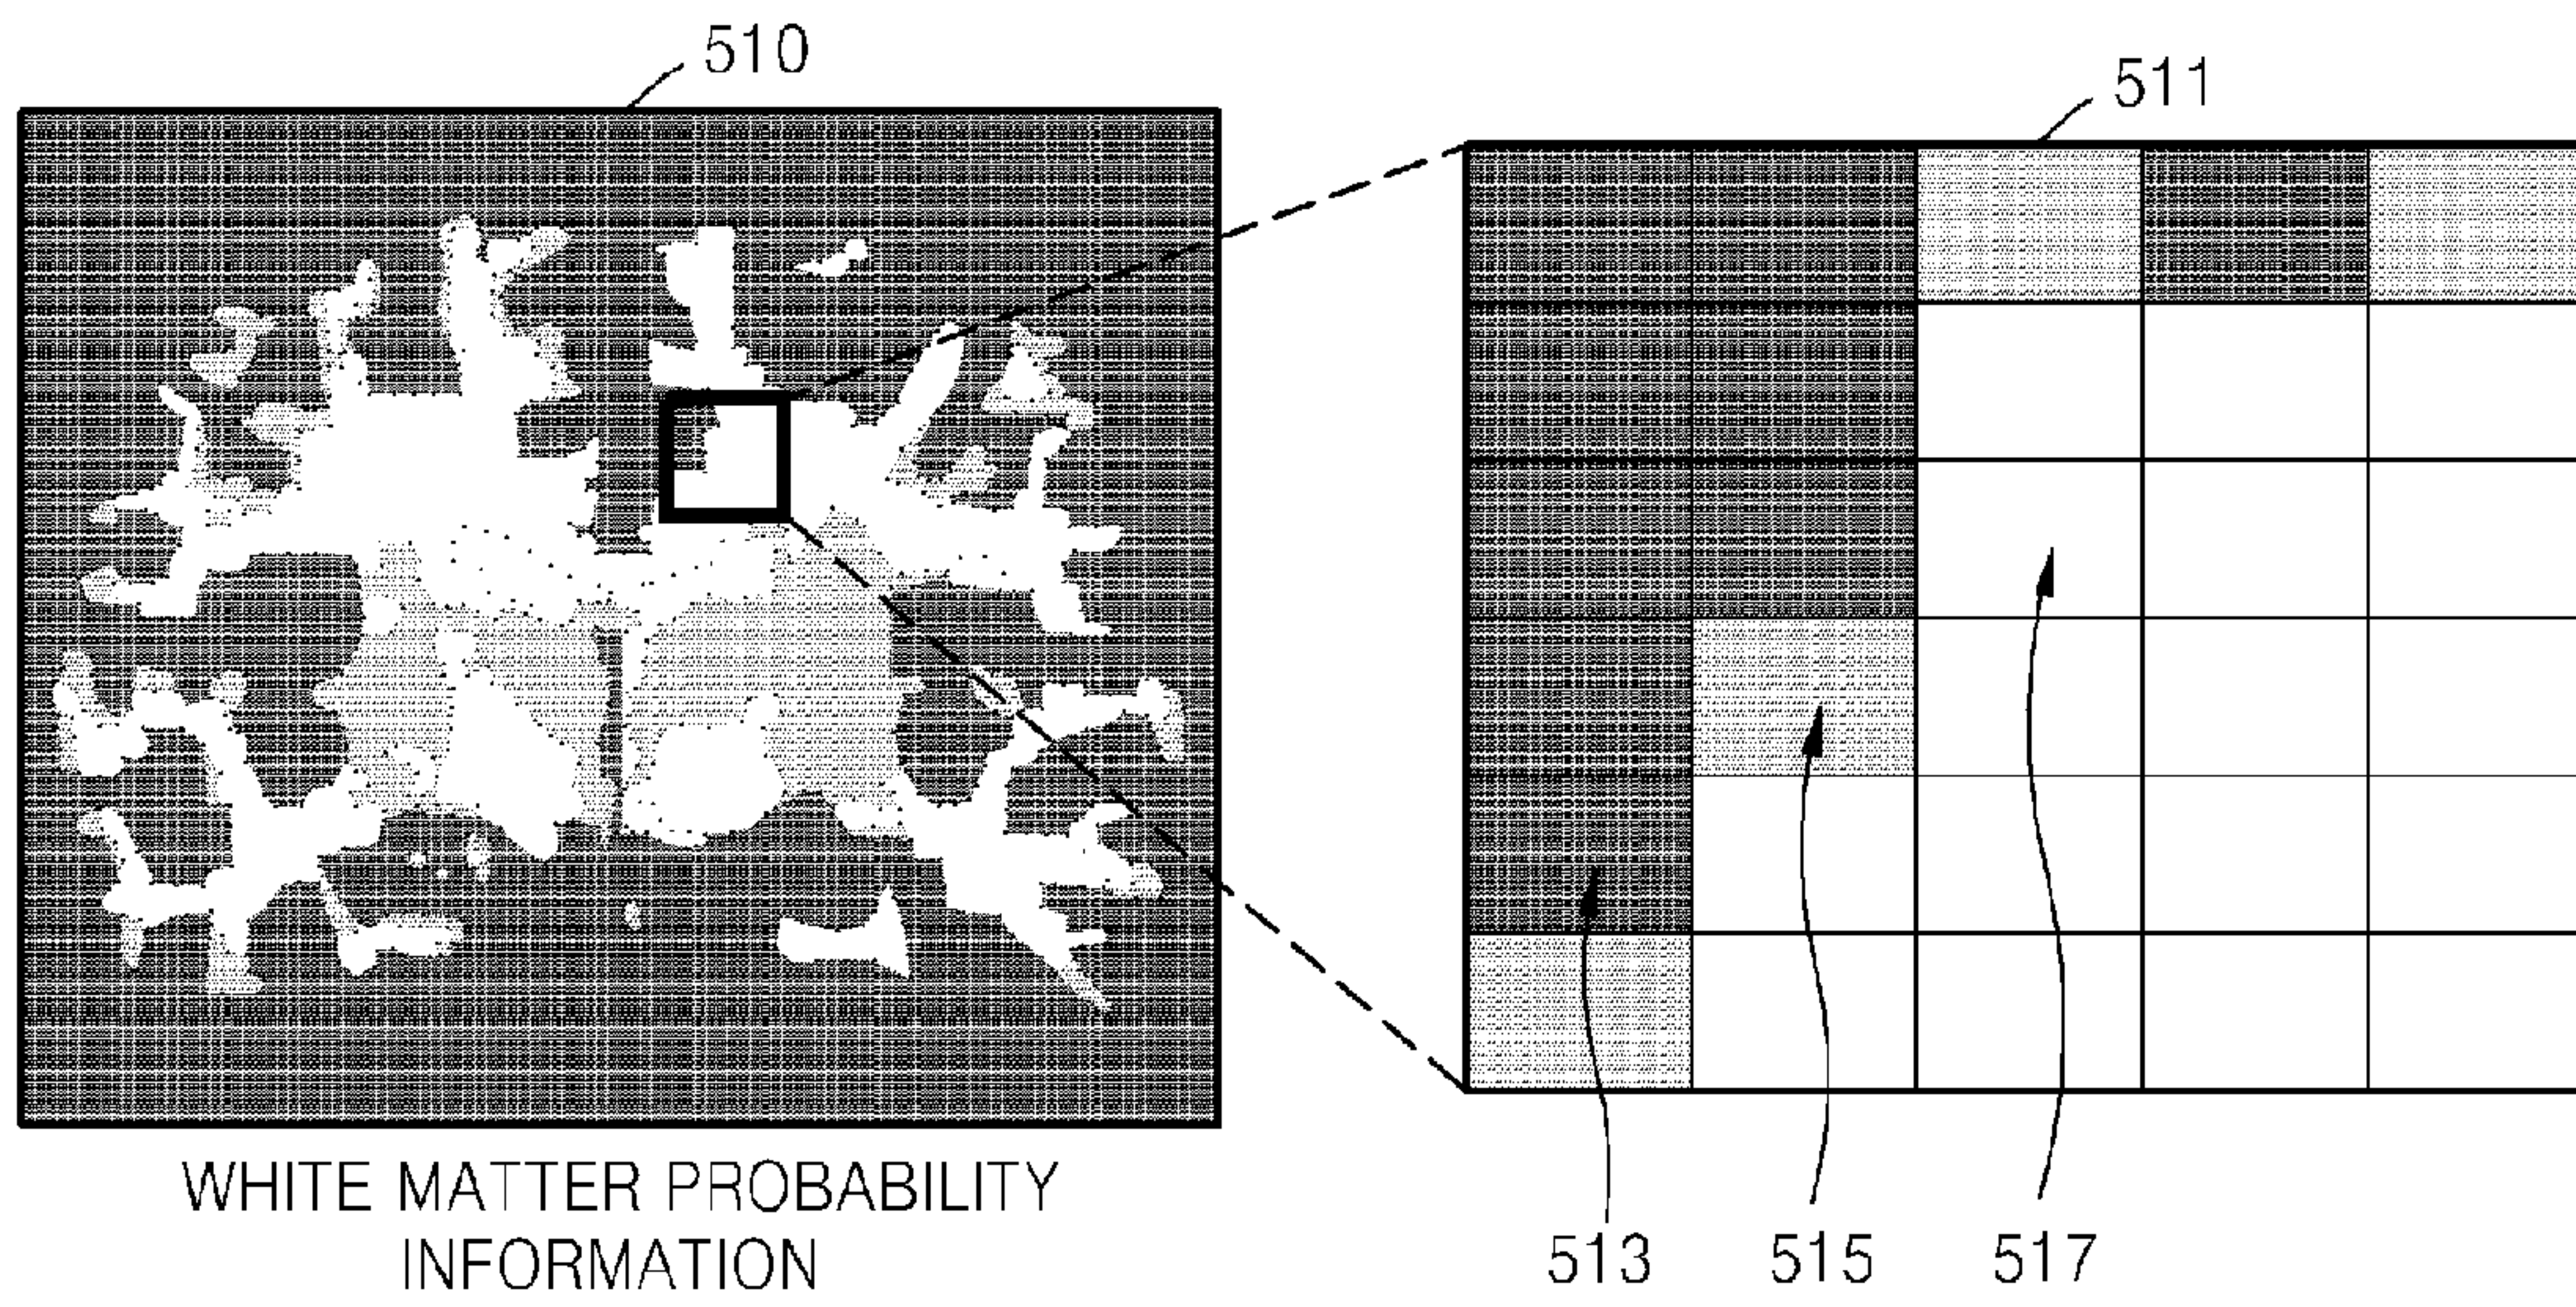 510
511
WHITE MATTER PROBABILITY
INFORMATION
513
515
517